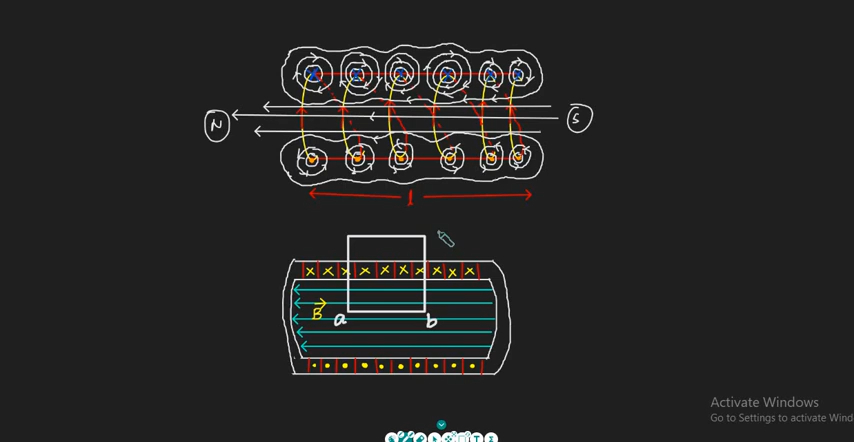 N
S
l
x x x x x x x x x x
B
a
b
Activate Windows
Go to Settings to activate Wind